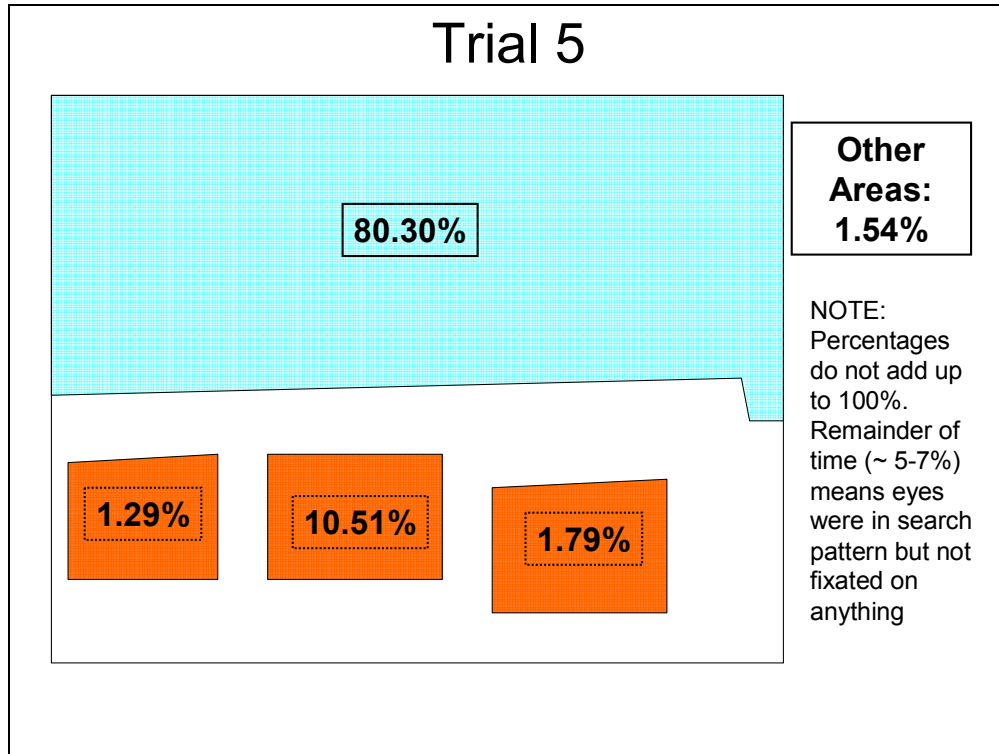 Trial 5
80.30%
Other
Areas:
1.54%
NOTE:
Percentages
do not add up
to 100%.
Remainder of
time (~ 5-7%)
means eyes
were in search
pattern but not
fixated on
anything
1.29%
10.51%
1.79%